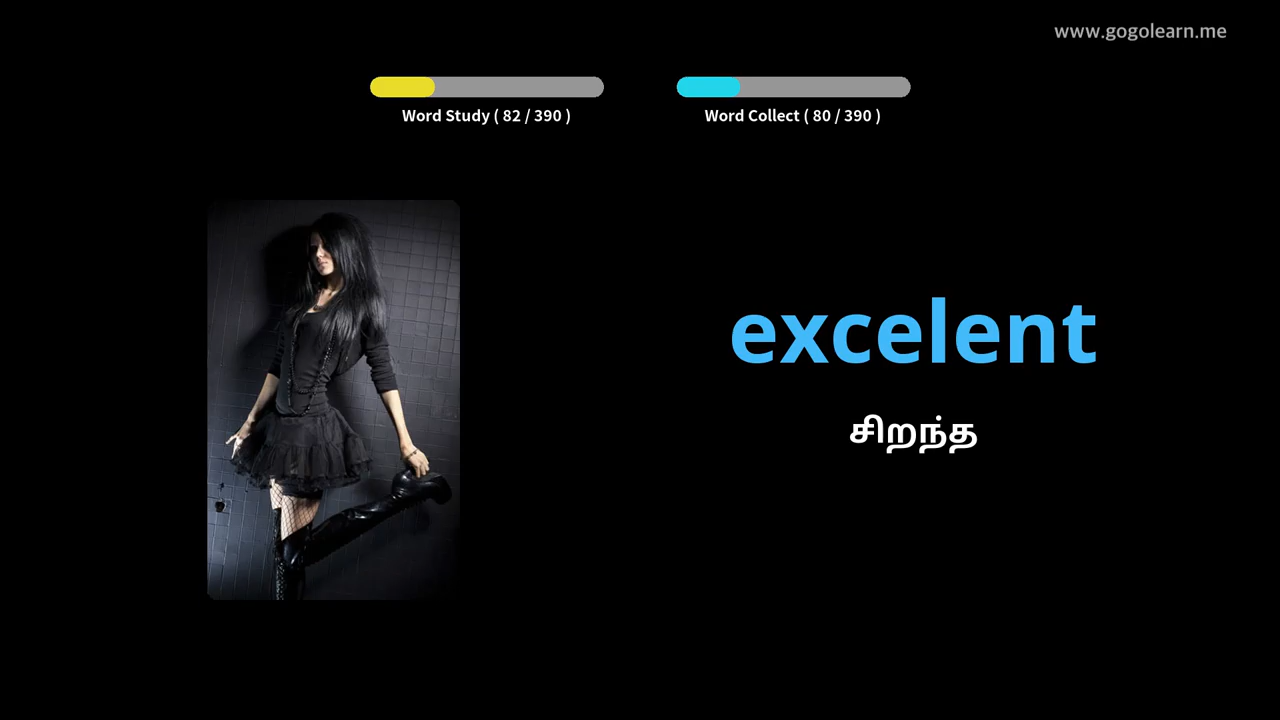 www.gogolearn.me
Word Study ( 82 / 390 )
Word Collect ( 80 / 390 )
excelent
சிறந்த